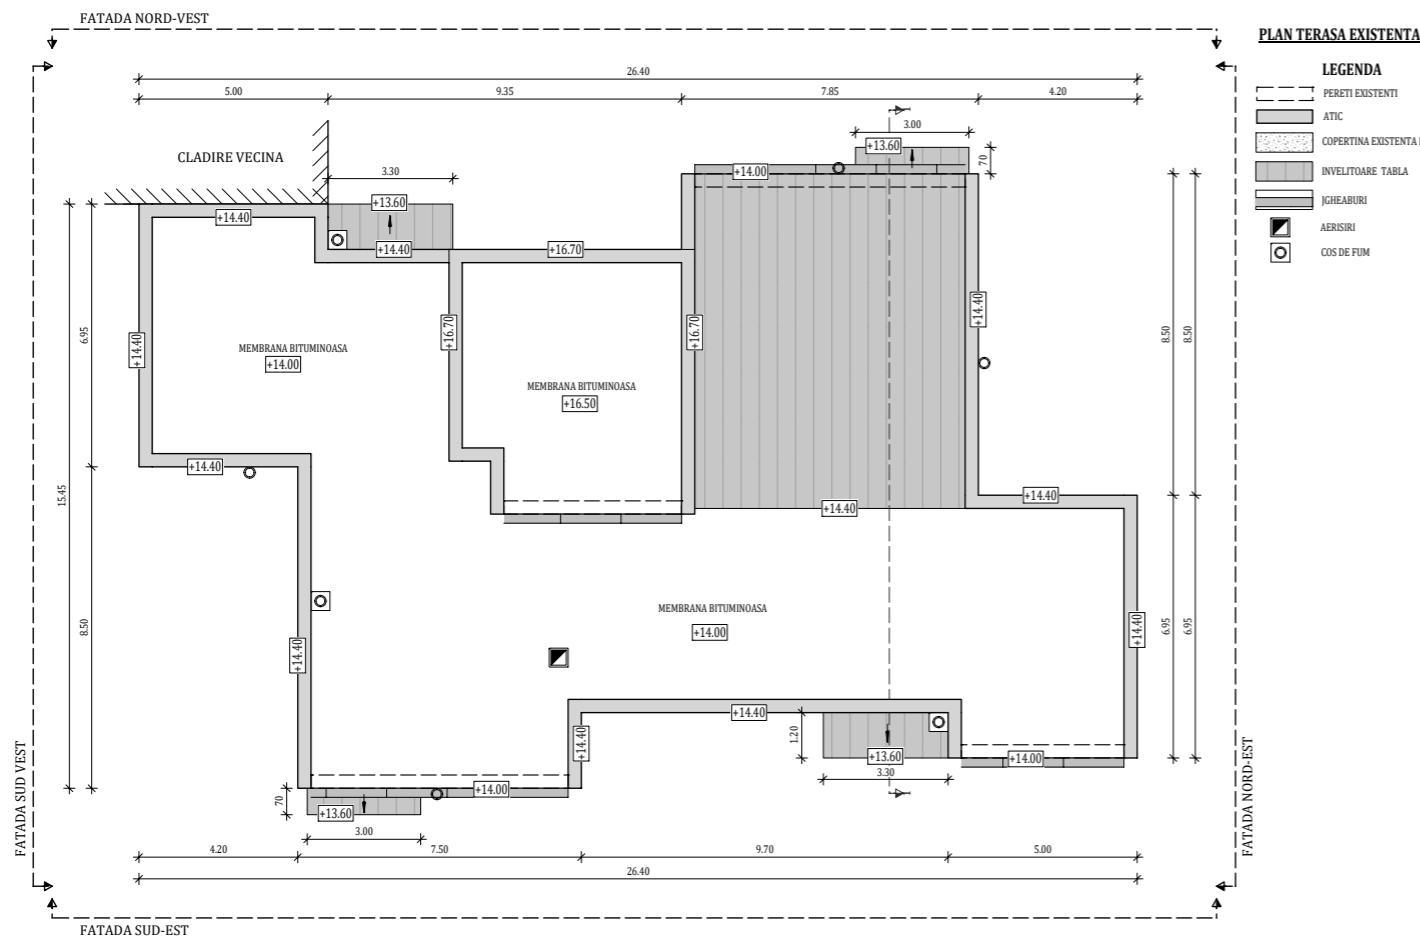 FATADA NORD-VEST
PLAN TERASA EXISTENTA
26.40
LEGENDA
5.00
9.35
7.85
4.20
PERETI EXISTENTI
ATIC
3.00
COPERTINA EXISTENTA
+13.60
CLADIRE VECINA
70
3.30
+14.00
INVELITOARE TABLA
+13.60
JGHEABURI
+14.40
AERISIRI
+14.40
+16.70
COS DE FUM
+14.40
+16.70
+16.70
+14.40
6.95
8.50
8.50
MEMBRANA BITUMINOASA
+14.00
MEMBRANA BITUMINOASA
+16.50
+14.40
15.45
+14.40
+14.40
MEMBRANA BITUMINOASA
+14.00
8.50
+14.40
+14.40
6.95
6.95
+14.40
+14.40
1.20
+13.60
+14.00
3.30
+14.00
70
+13.60
3.00
FATADA SUD VEST
FATADA NORD-EST
4.20
7.50
9.70
5.00
26.40
FATADA SUD-EST